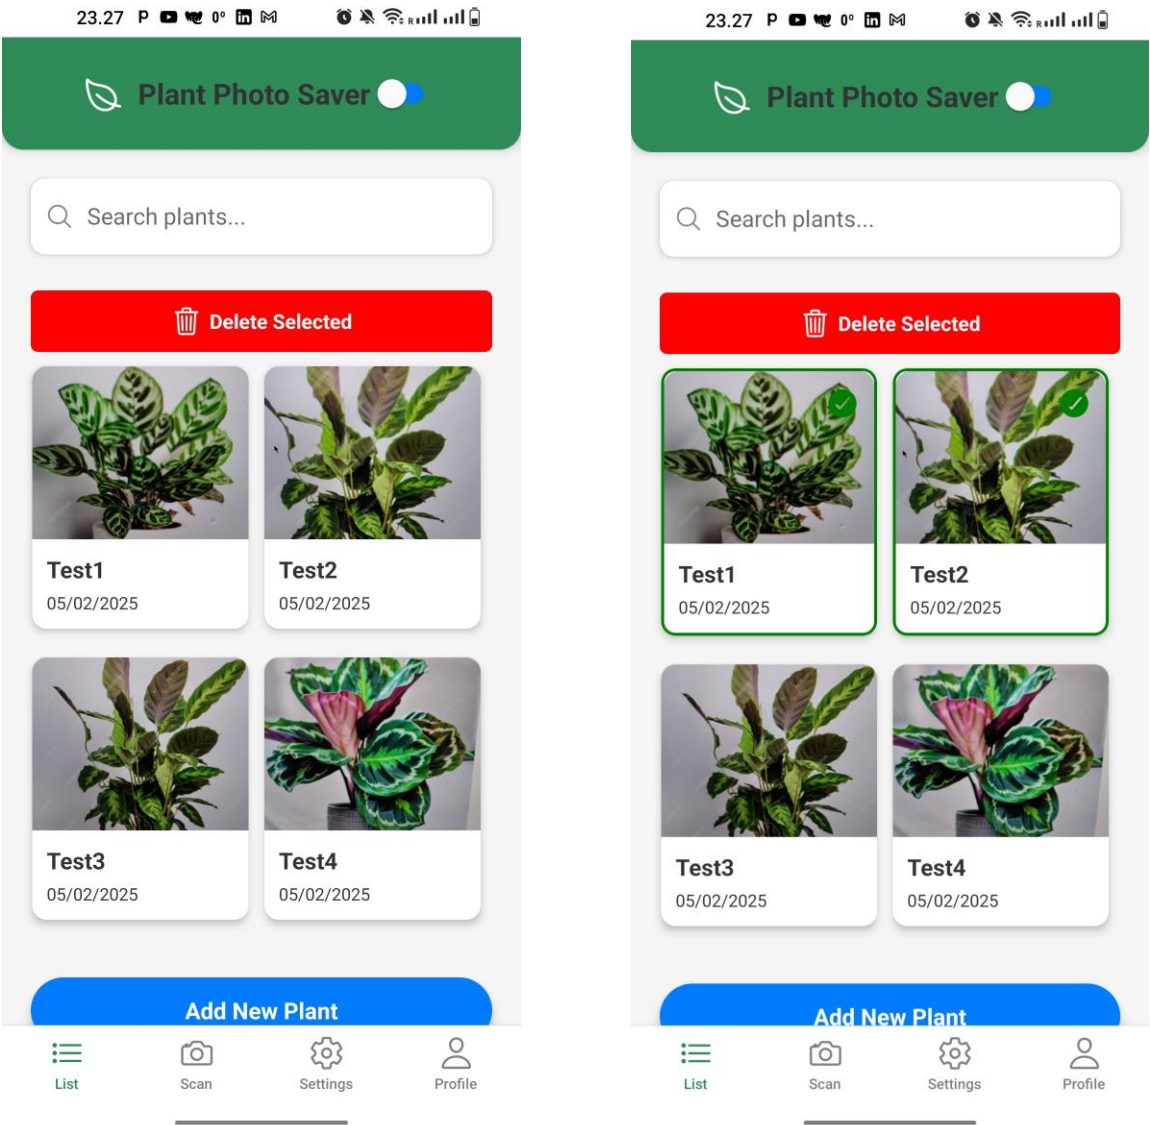 23.27 P 0°
Plant Photo Saver
Search plants...
Delete Selected
Test1
05/02/2025
Test2
05/02/2025
Test3
05/02/2025
Test4
05/02/2025
Add New Plant
List Scan Settings Profile
23.27 P 0°
Plant Photo Saver
Search plants...
Delete Selected
Test1
05/02/2025
Test2
05/02/2025
Test3
05/02/2025
Test4
05/02/2025
Add New Plant
List Scan Settings Profile